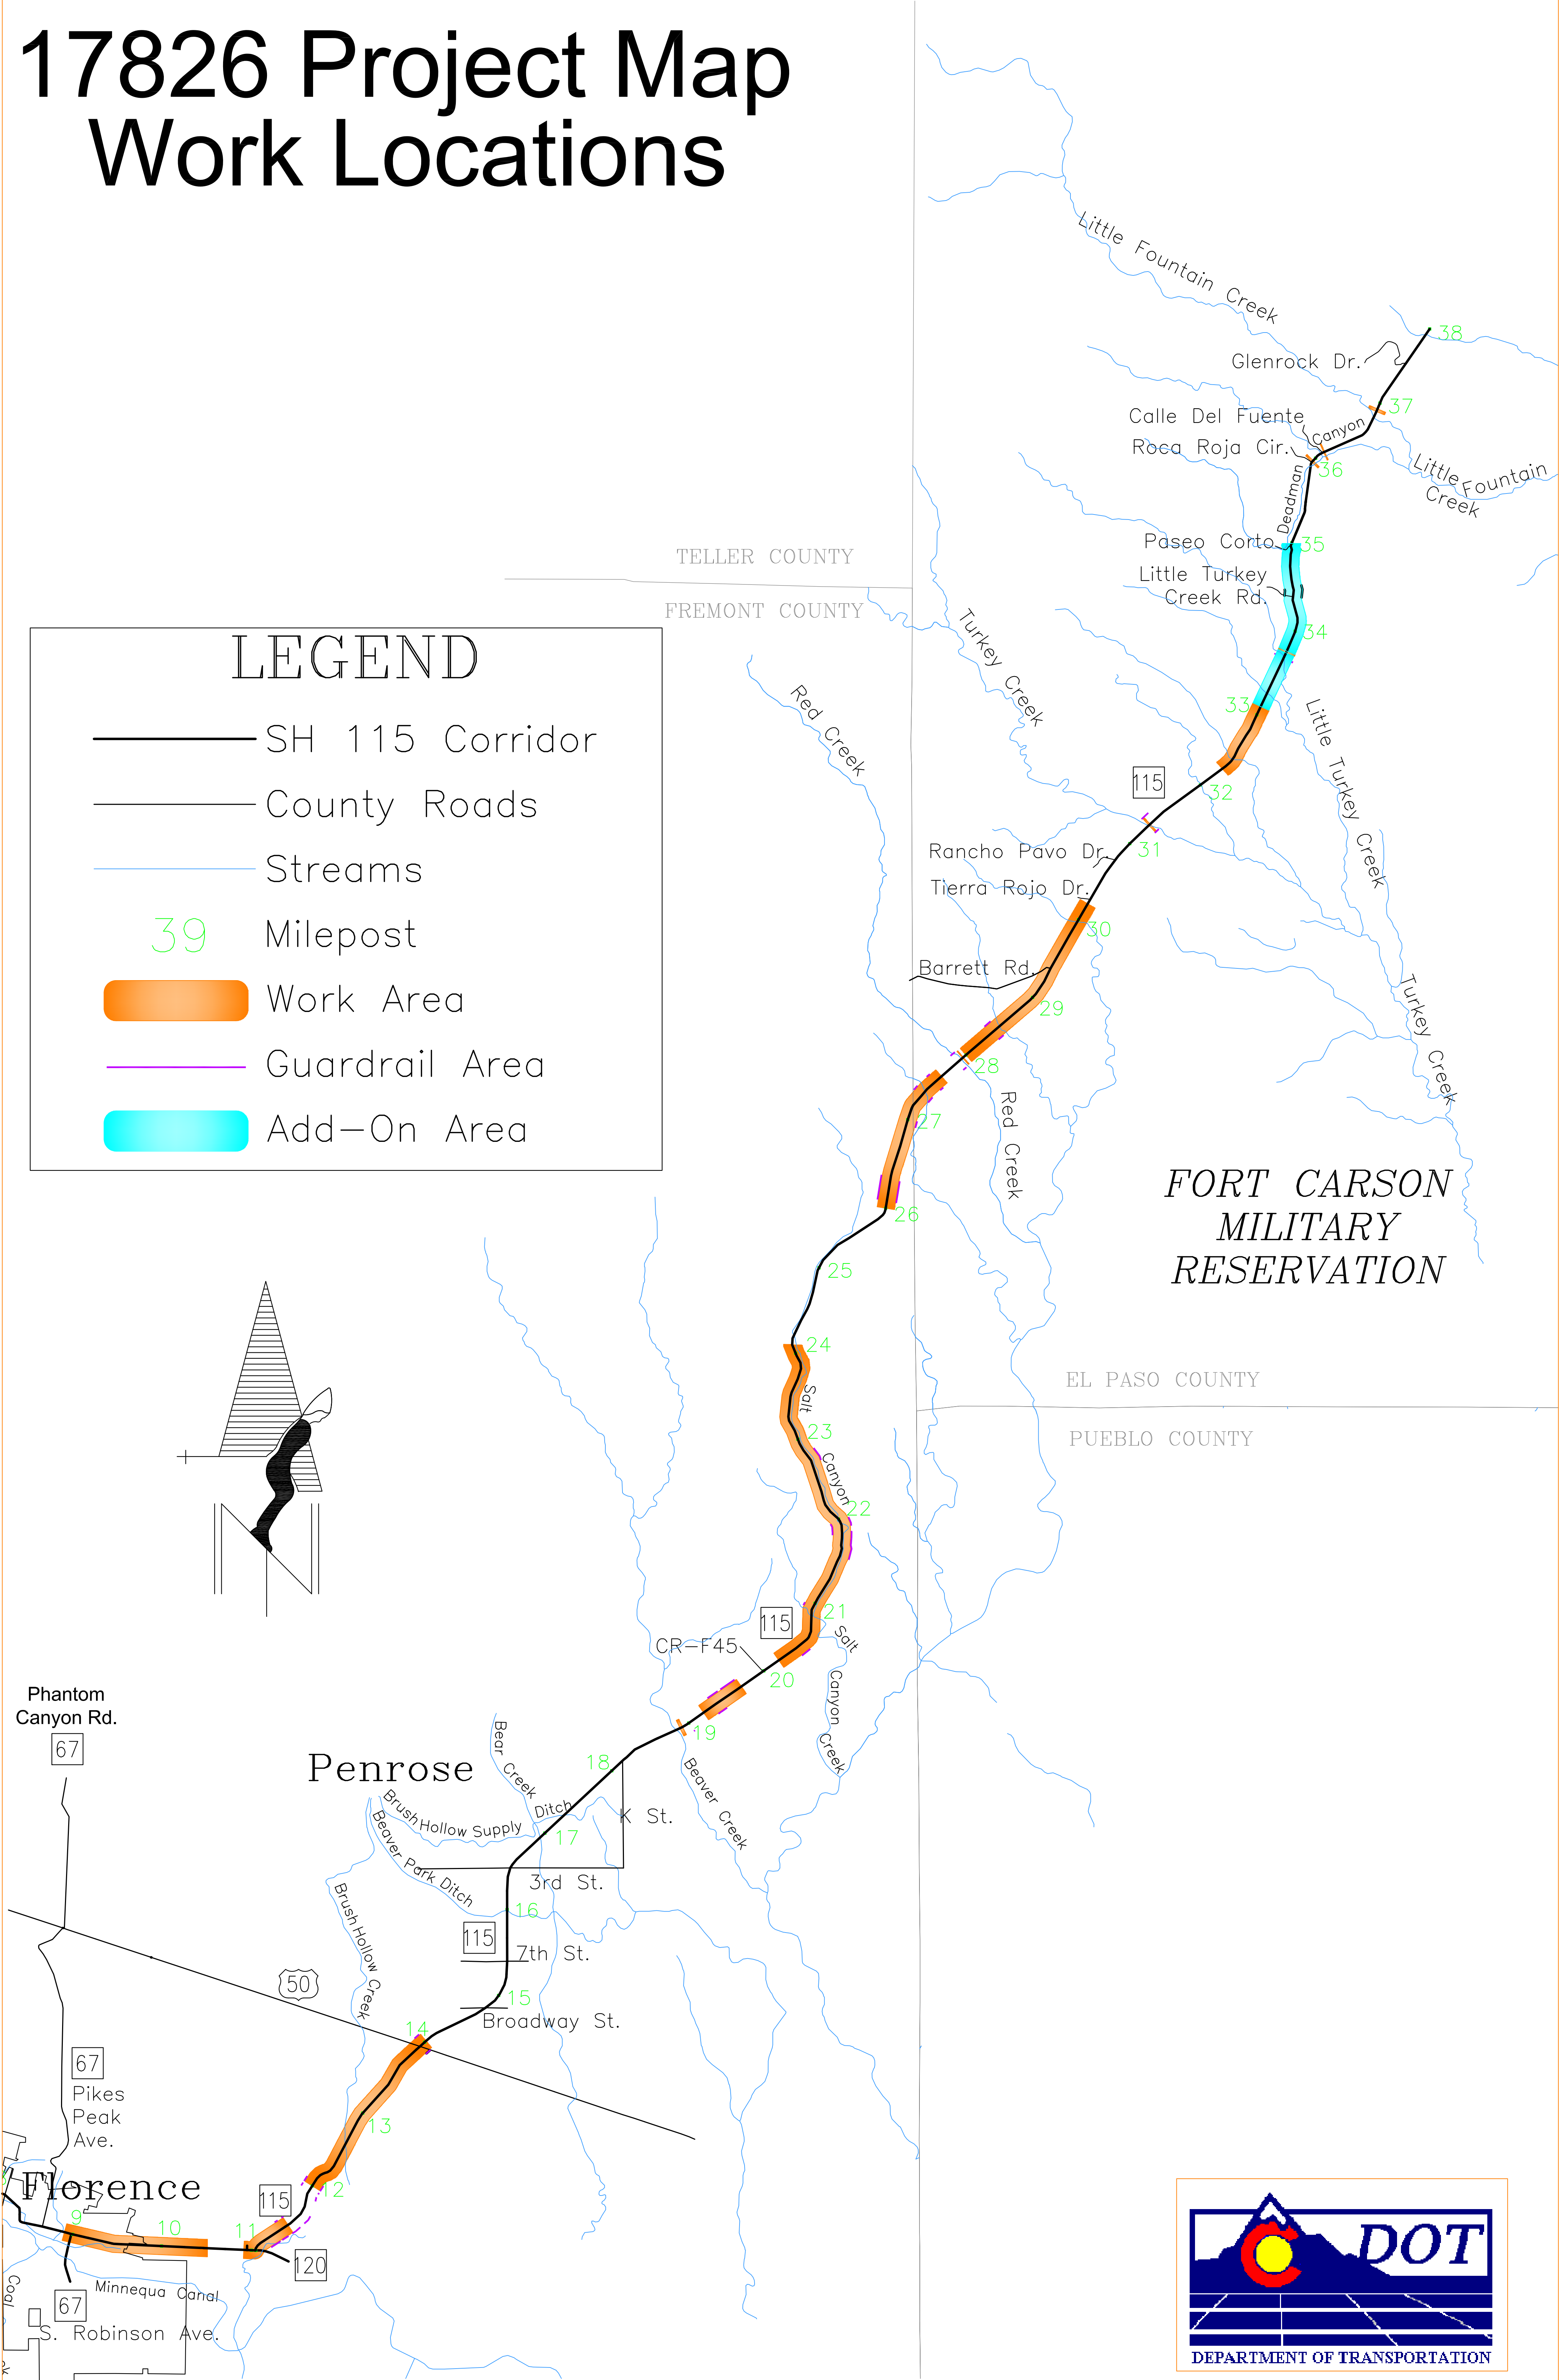 17826 Project Map
Work Locations
Little Fountain Creek
38
Glenrock Dr.
37
Calle Del Fuente
Canyon
Roca Roja Cir.
36
Little Fountain
Creek
Deadman
Paseo Corto
35
Little Turkey
Creek Rd.
34
TELLER COUNTY
FREMONT COUNTY
Turkey Creek
Red Creek
33
Little Turkey Creek
115
32
31
Rancho Pavo Dr.
Tierra Rojo Dr.
30
Barrett Rd.
29
Turkey Creek
28
27
Red Creek
26
LEGEND
SH 115 Corridor
County Roads
Streams
39 Milepost
Work Area
Guardrail Area
Add-On Area
FORT CARSON
MILITARY
RESERVATION
25
24
EL PASO COUNTY
PUEBLO COUNTY
Salt
23
Canyon
22
N
21
115
Salt
Canyon
Creek
CR-F45
20
19
Beaver Creek
18
Phantom
Canyon Rd.
67
Penrose
Bear Creek
Brush Hollow Supply Ditch
K St.
17
Beaver Park Ditch
3rd St.
16
115
7th St.
Brush Hollow Creek
50
15
Broadway St.
14
67
Pikes
Peak
Ave.
13
12
Florence
115
9
10
11
120
Minnequa Canal
67
S. Robinson Ave.
Coal
DOT
DEPARTMENT OF TRANSPORTATION